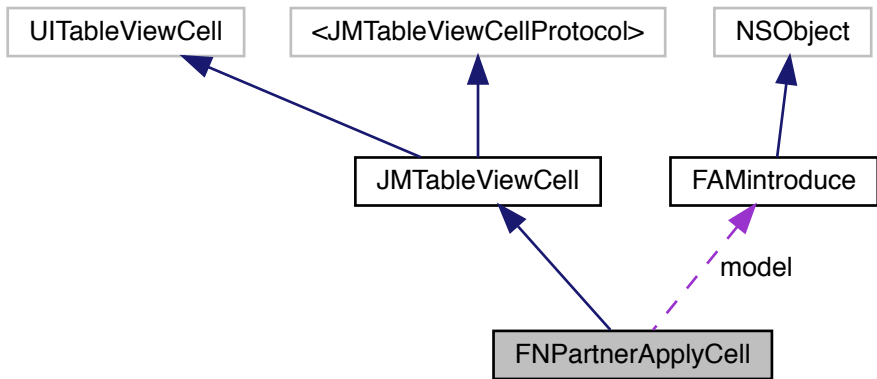 UITableViewCell
<JMTableViewCellProtocol>
NSObject
JMTableViewCell
FAMintroduce
model
FNPartnerApplyCell